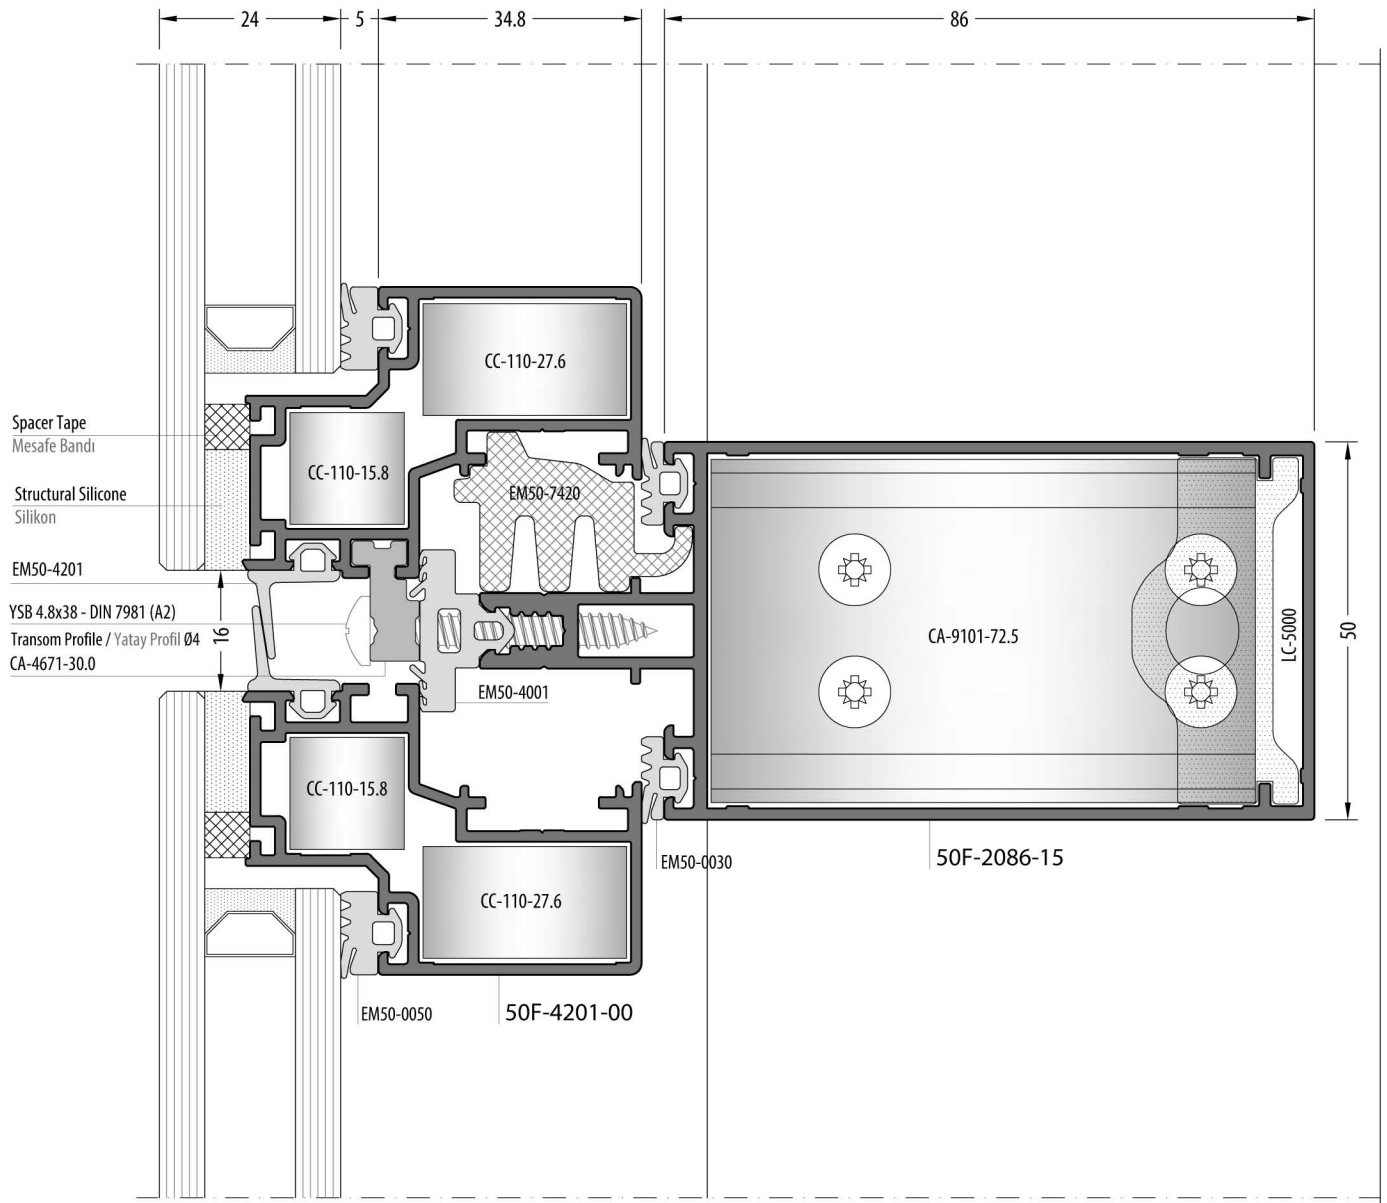 24
5
34.8
86
CC-110-27.6
Spacer Tape
Mesafe Bandı
CC-110-15.8
EM50-7420
Structural Silicone
Silikon
EM50-4201
YSB 4.8x38 - DIN 7981 (A2)
Transom Profile / Yatay Profil Ø4
CA-4671-30.0
16
CA-9101-72.5
LC-5000
50
EM50-4001
CC-110-15.8
EM50-0030
50F-2086-15
CC-110-27.6
EM50-0050
50F-4201-00